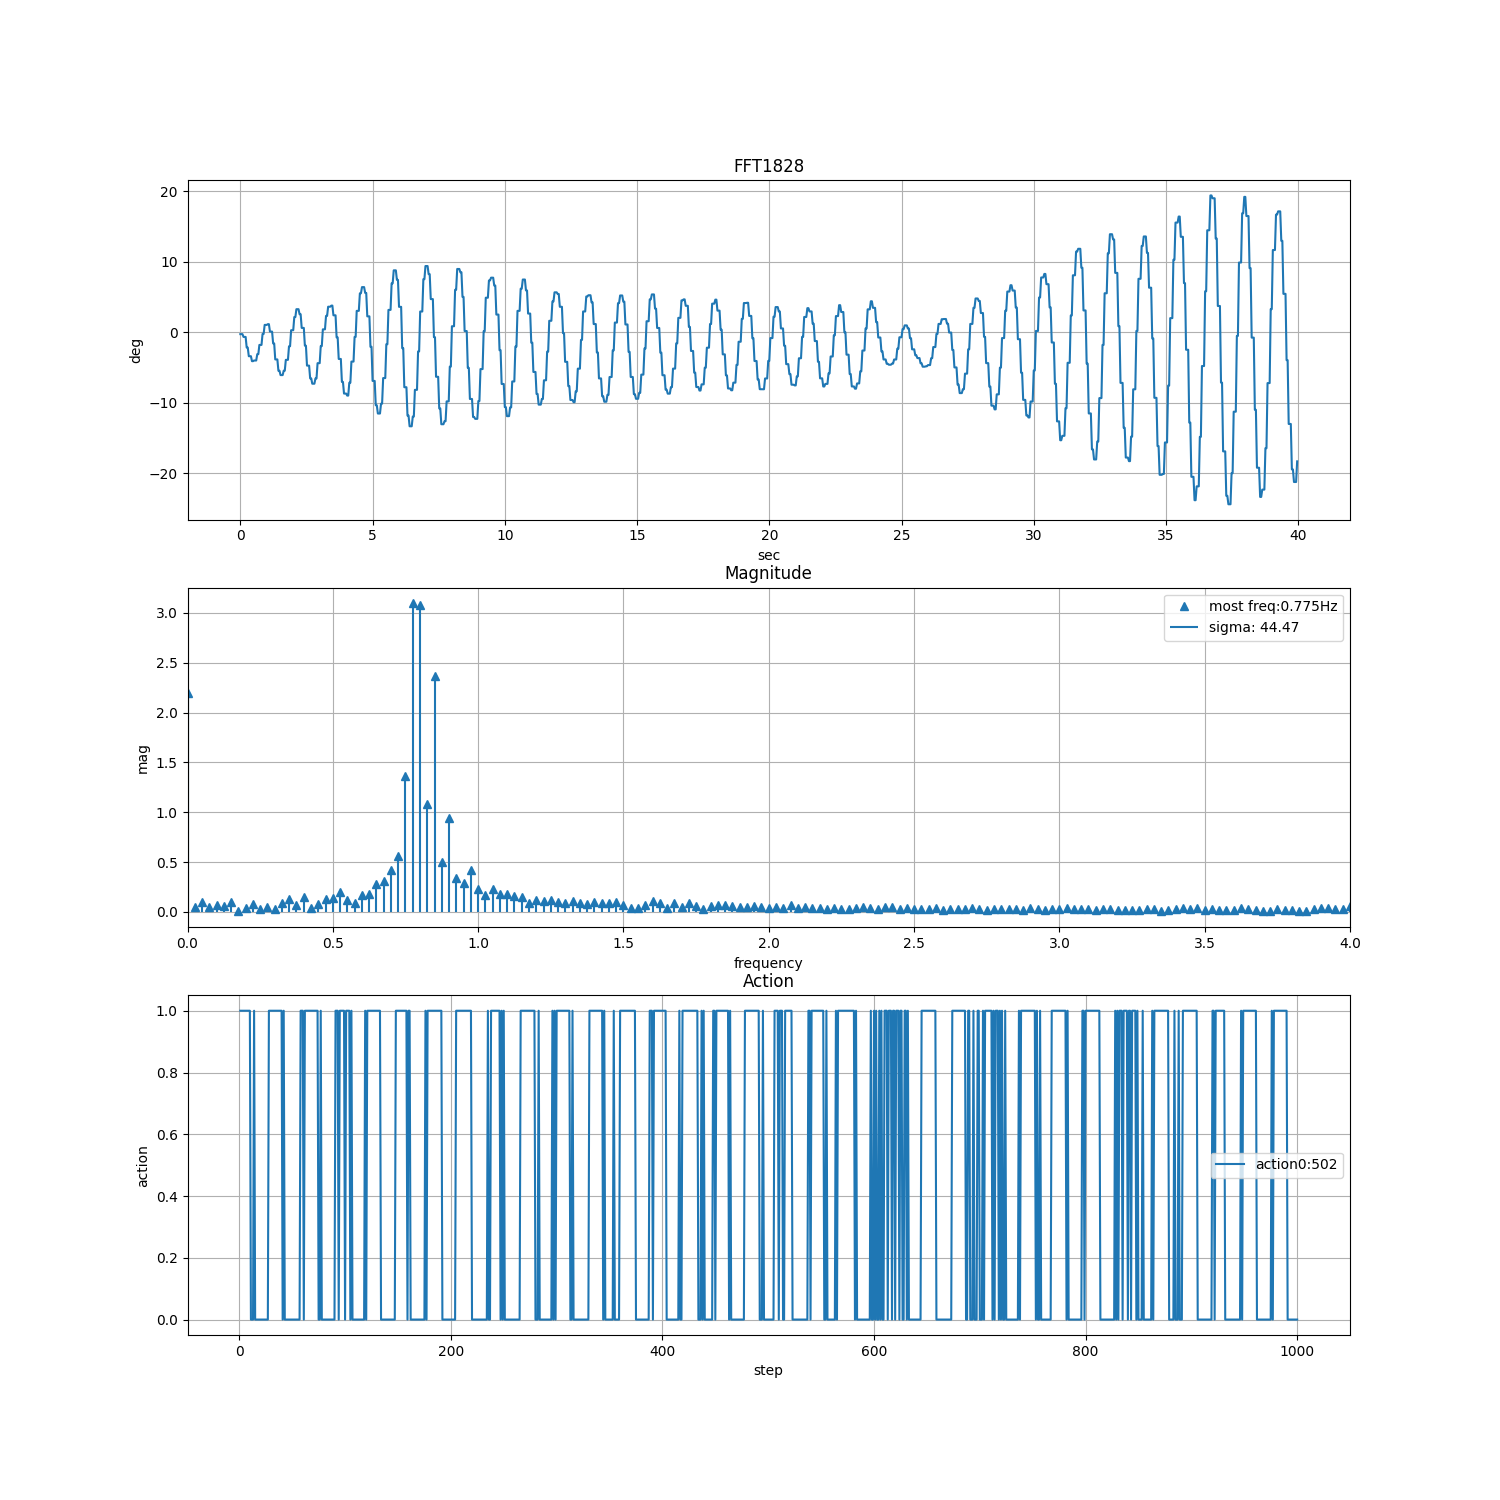 FFT1828
20
10
0
−10
−20
deg
0 5 10 15 20 25 30 35 40
sec
Magnitude
most freq:0.775Hz
sigma: 44.47
3.0
2.5
2.0
1.5
1.0
0.5
0.0
mag
0.0 0.5 1.0 1.5 2.0 2.5 3.0 3.5 4.0
frequency
Action
1.0
0.8
0.6
0.4
0.2
0.0
action
action0:502
0 200 400 600 800 1000
step